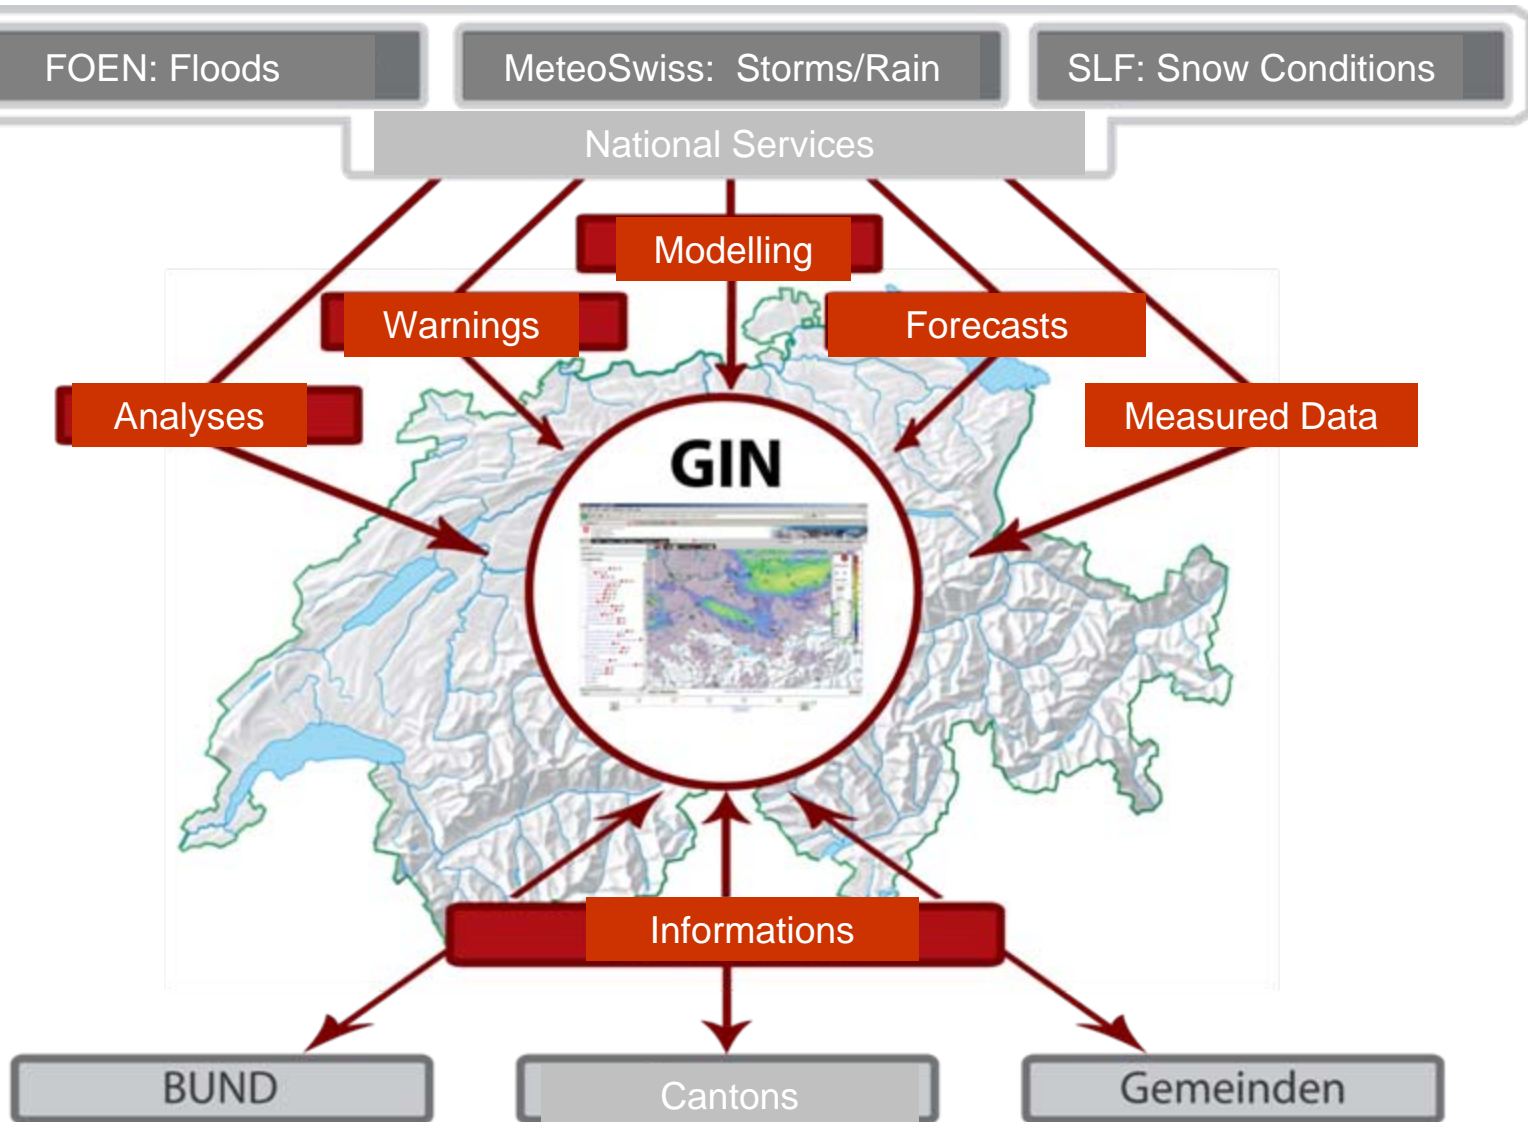 FOEN: Floods
MeteoSwiss: Storms/Rain
SLF: Snow Conditions
National Services
Modelling
Warnings
Forecasts
Analyses
Measured Data
GIN
Informations
BUND
Cantons
Gemeinden